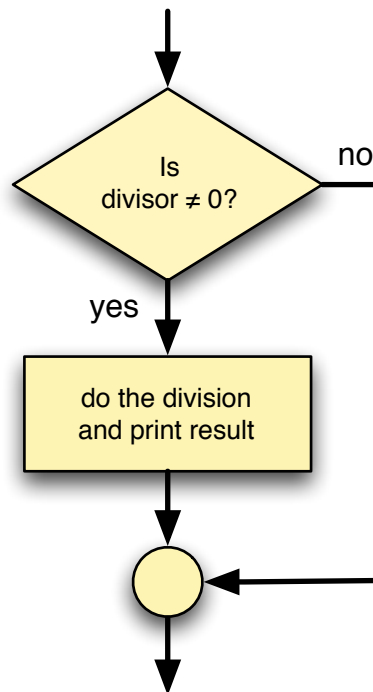 Is
divisor ≠ 0?
no
yes
do the division
and print result